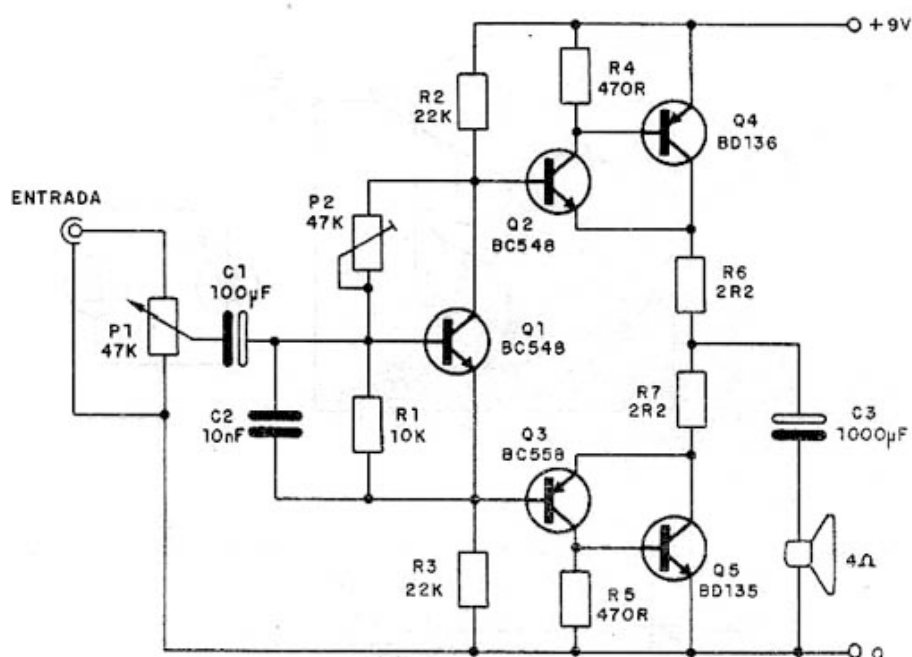 +9V
R4
470R
R2
22K
Q4
BD136
ENTRADA
P2
47K
Q2
BC548
C1
100µF
R6
2R2
P1
47K
Q1
BC548
R7
2R2
C2
10nF
R1
10K
C3
1000µF
Q3
BC558
R3
22K
R5
470R
Q5
BD135
4Ω
0